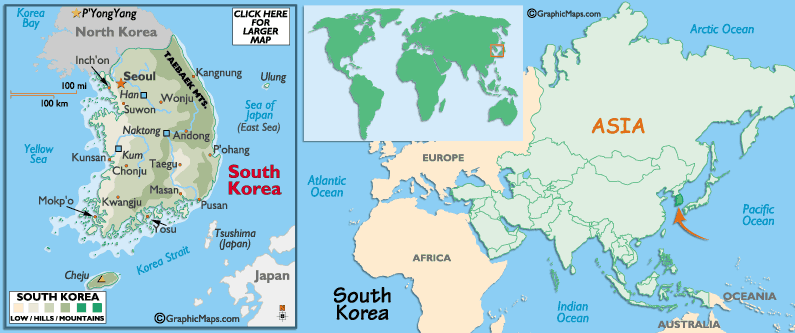 Korea
Bay
P'YongYang
CLICK HERE
FOR
LARGER
MAP
North Korea
Inch'on
Seoul
TAEBAEK MTS.
Kangnung
100 mi
100 km
Han
Suwon
Wonju
Ulung
Sea of
Japan
(East Sea)
Yellow
Sea
Naktong
Andong
Kunsan
Kum
Chonju
Taegu
P'ohang
South
Korea
Mokp'o
Kwangju
Masan
Pusan
Yosu
Tsushima
(Japan)
Korea Strait
Cheju
Japan
SOUTH KOREA
LOW / HILLS / MOUNTAINS
©GraphicMaps.com
©GraphicMaps.com
Arctic Ocean
ASIA
EUROPE
Atlantic
Ocean
Pacific
Ocean
AFRICA
South
Korea
Indian
Ocean
OCEANIA
AUSTRALIA
©GraphicMaps.com